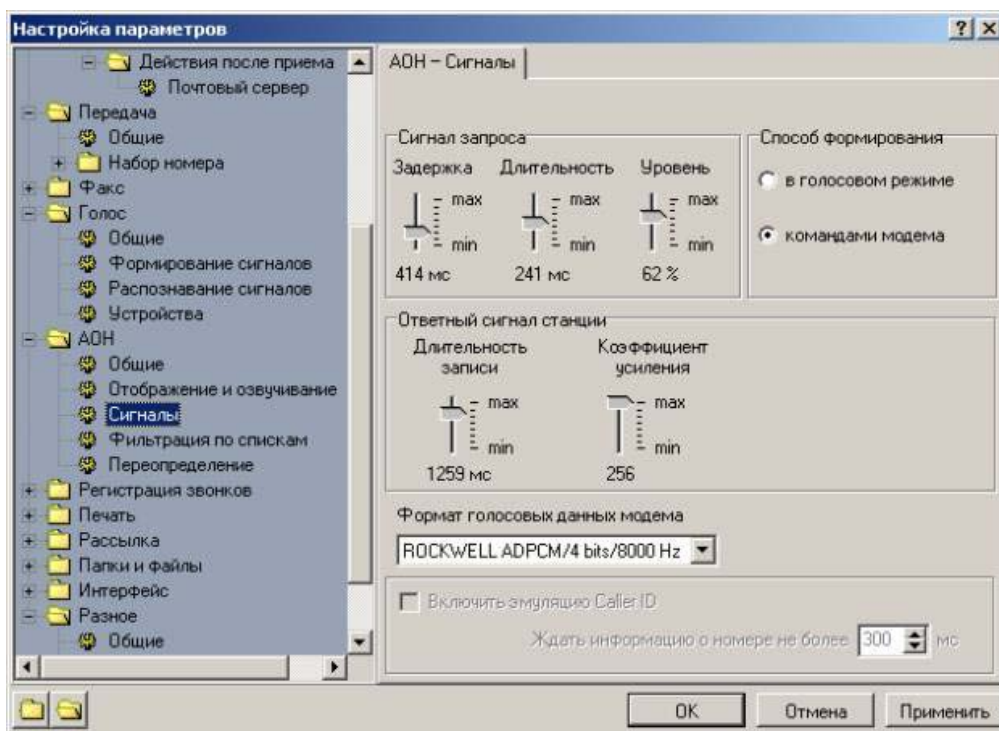 Настройка параметров
Действия после приема
Почтовый сервер
Передача
Общие
Набор номера
Факс
Голос
Общие
Формирование сигналов
Распознавание сигналов
Устройства
АОН
Общие
Отображение и озвучивание
Сигналы
Фильтрация по спискам
Переопределение
Регистрация звонков
Печать
Рассылка
Папки и файлы
Интерфейс
Разное
Общие
АОН – Сигналы
Сигнал запроса
Задержка Длительность Уровень
max max max
min min min
414 мс 241 мс 62 %
Способ формирования
в голосовом режиме
командами модема
Ответный сигнал станции
Длительность записи
Коэффициент усиления
max max
min min
1259 мс 256
Формат голосовых данных модема
ROCKWELL ADPCM/4 bits/8000 Hz
Включить эмуляцию Caller ID
Ждать информацию о номере не более 300 мс
OK Отмена Применить